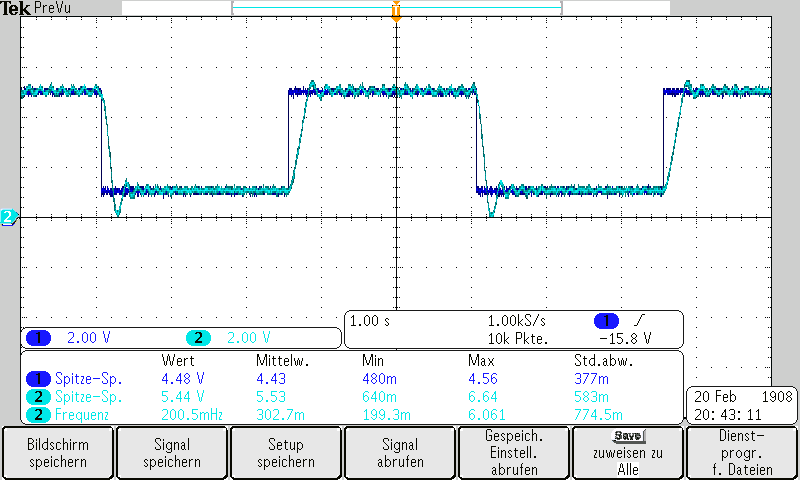 Tek PreVu
T
2
1 2.00 V 2 2.00 V
1.00 s 1.00kS/s 1
10k Pkte. −15.8 V
Wert Mittelw. Min Max Std.abw.
1 Spitze–Sp. 4.48 V 4.43 480m 4.56 377m
2 Spitze–Sp. 5.44 V 5.53 640m 6.64 583m
2 Frequenz 200.5mHz 302.7m 199.3m 6.061 774.5m
20 Feb 1908
20:43:11
Bildschirm
speichern
Signal
speichern
Setup
speichern
Signal
abrufen
Gespeich.
Einstell.
abrufen
Save
zuweisen zu
Alle
Dienst–
progr.
f. Dateien